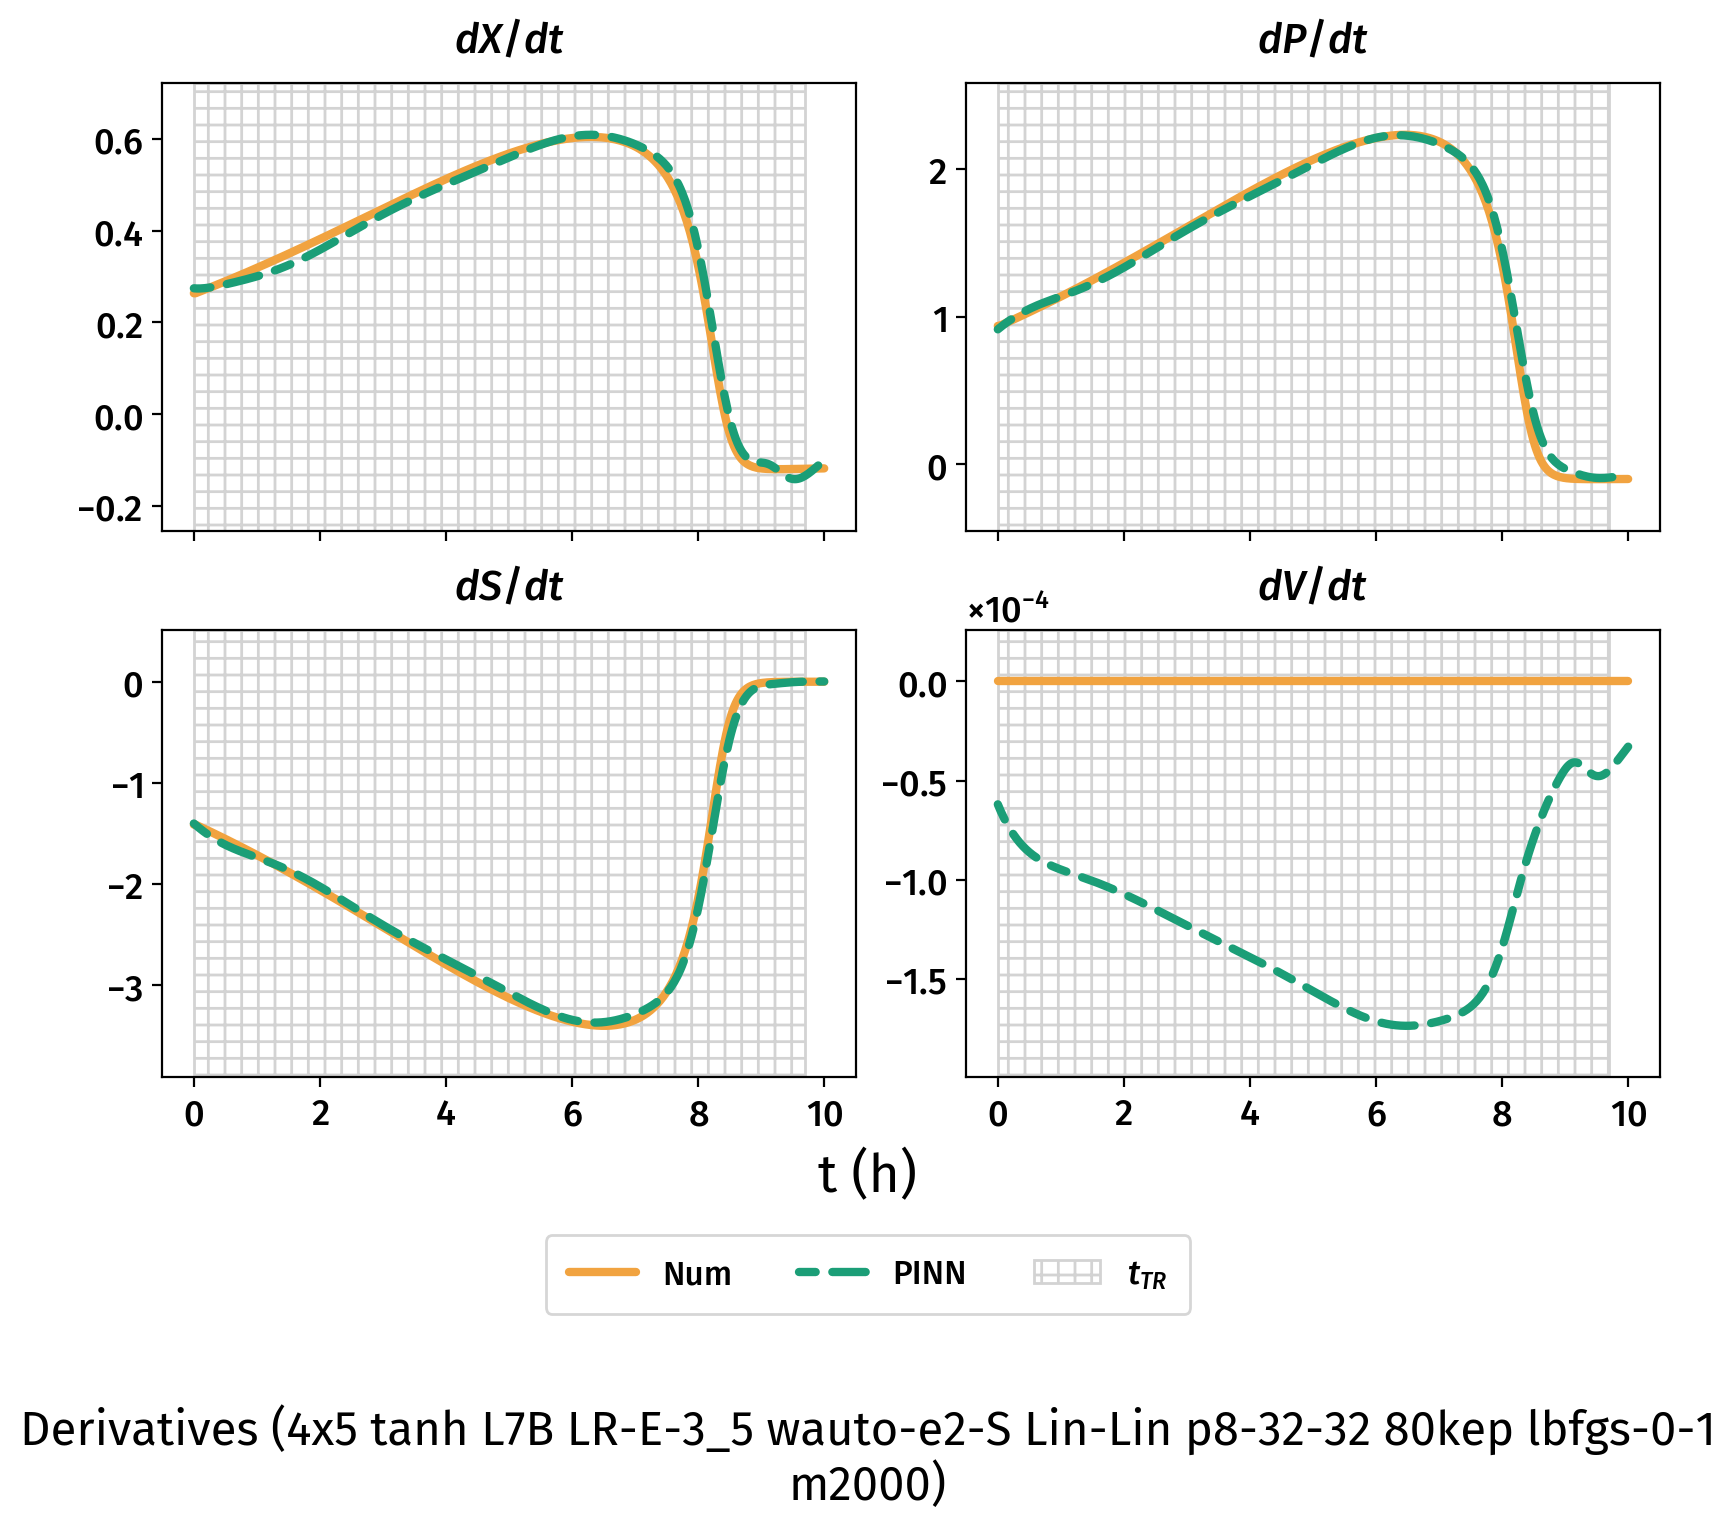 dX/dt
dP/dt
0.6
0.4
0.2
0.0
−0.2
2
1
0
dS/dt
dV/dt
×10⁻⁴
0
−1
−2
−3
0.0
−0.5
−1.0
−1.5
0 2 4 6 8 10
0 2 4 6 8 10
t (h)
Num PINN t_TR
Derivatives (4x5 tanh L7B LR-E-3_5 wauto-e2-S Lin-Lin p8-32-32 80kep lbfgs-0-1
m2000)